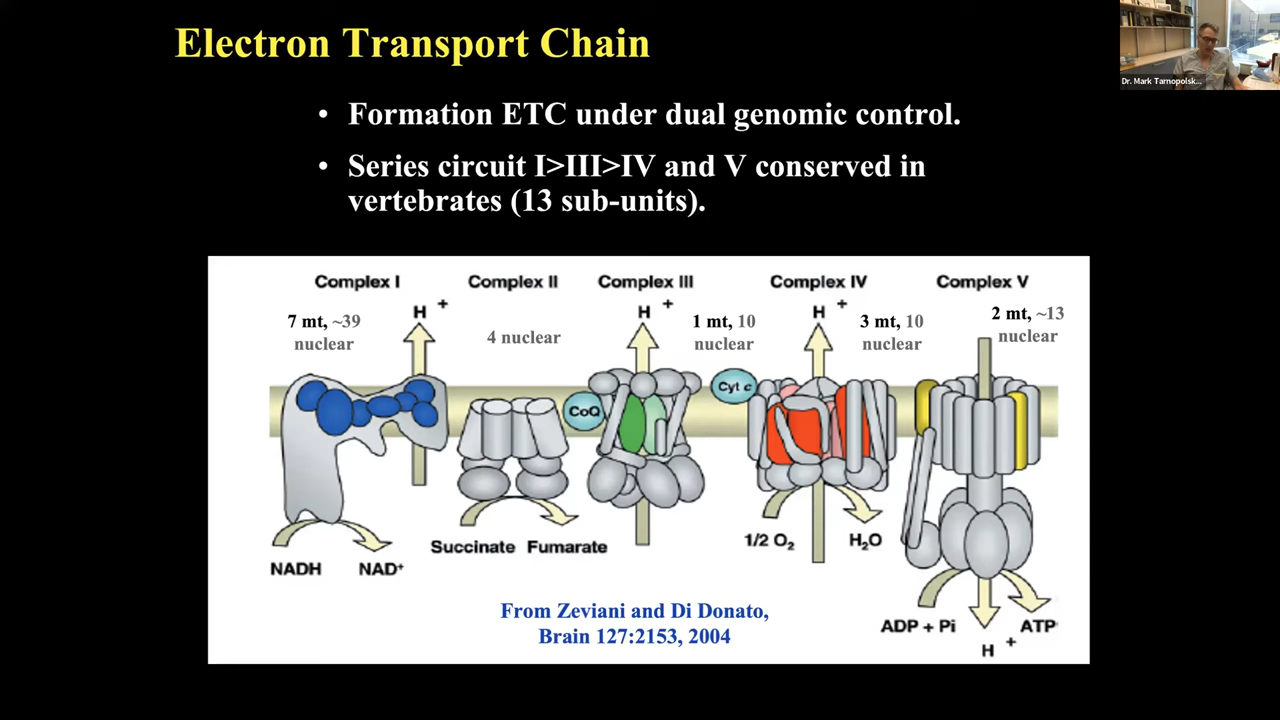 Electron Transport Chain
Dr. Mark Tarnopolsk...
• Formation ETC under dual genomic control.
• Series circuit I>III>IV and V conserved in
vertebrates (13 sub-units).
Complex I
Complex II
Complex III
Complex IV
Complex V
H +
H +
H +
7 mt, ~39
nuclear
4 nuclear
1 mt, 10
nuclear
3 mt, 10
nuclear
2 mt, ~13
nuclear
CoQ
Cyt c
NADH
NAD⁺
Succinate
Fumarate
1/2 O₂
H₂O
ADP + Pi
ATP
H +
From Zeviani and Di Donato,
Brain 127:2153, 2004